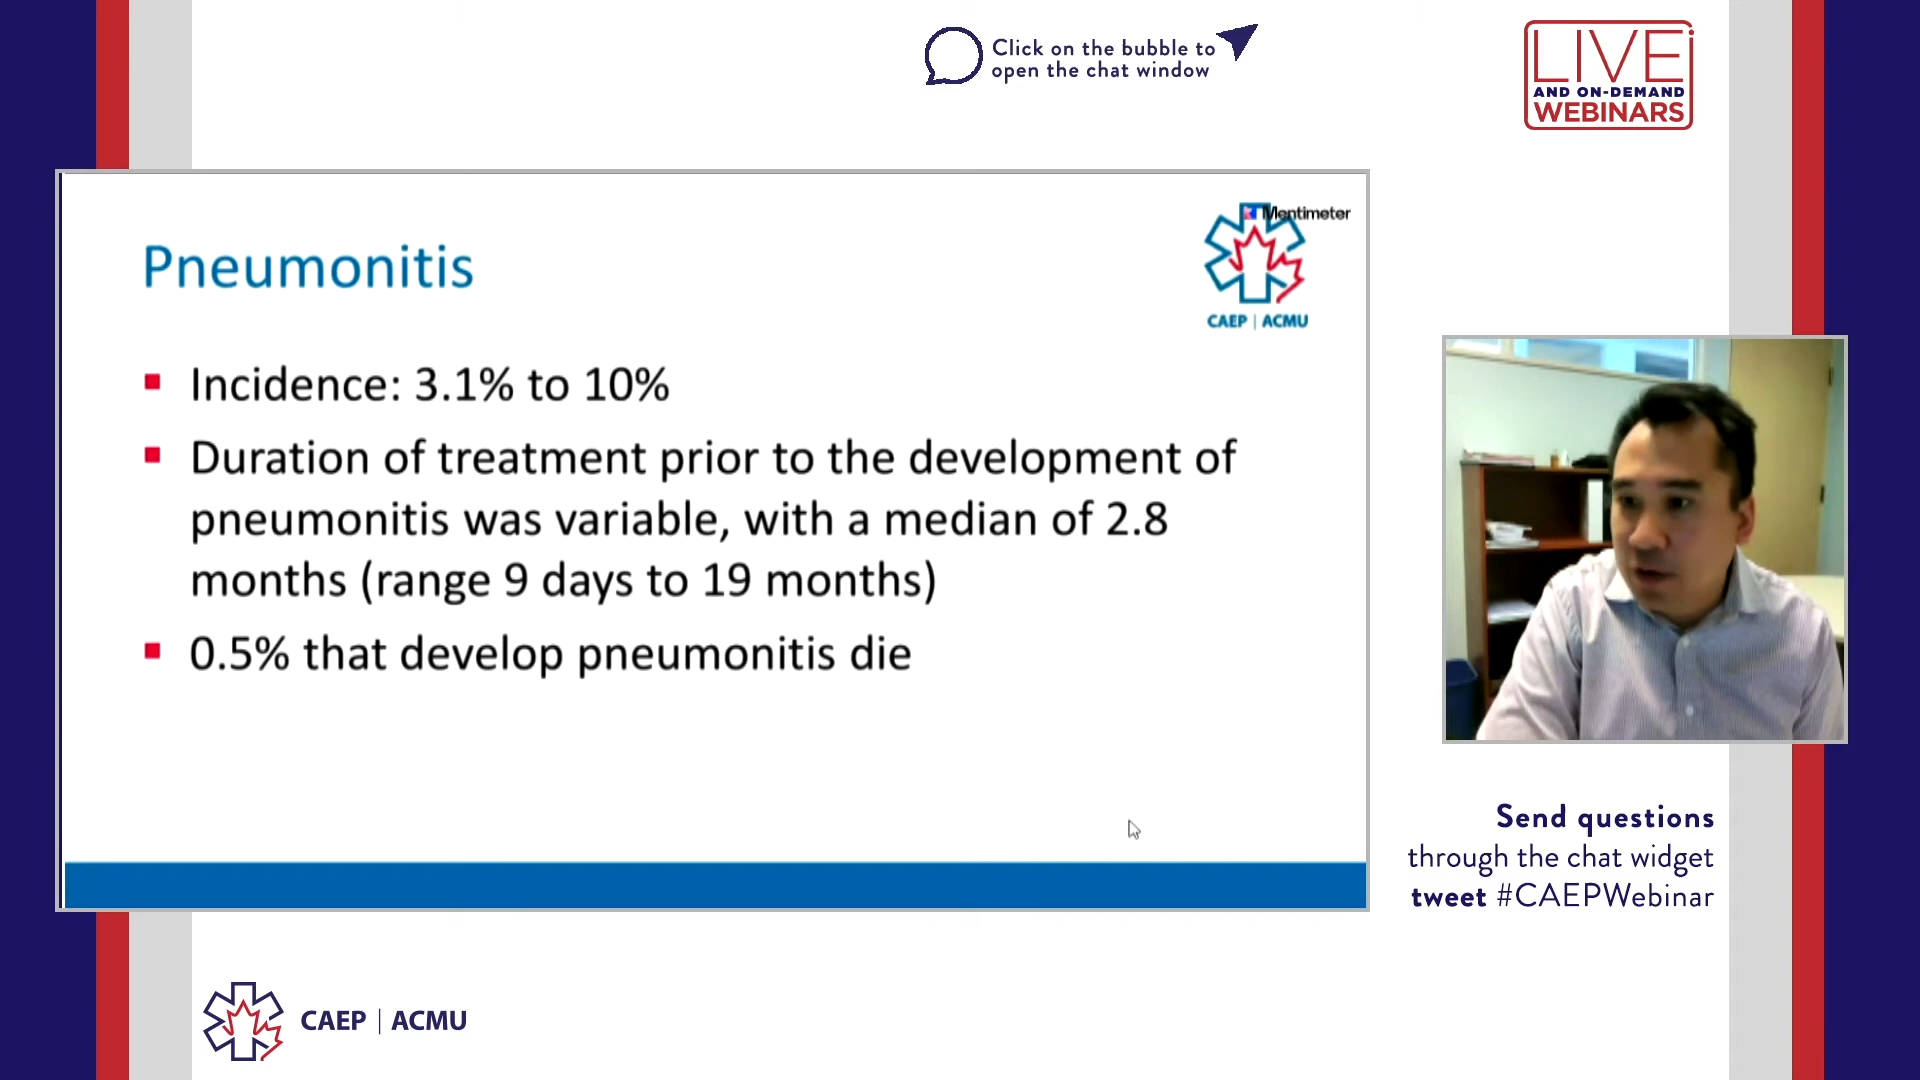 Click on the bubble to
open the chat window
LIVE
AND ON-DEMAND
WEBINARS
Mentimeter
CAEP | ACMU
Pneumonitis
Incidence: 3.1% to 10%
Duration of treatment prior to the development of
pneumonitis was variable, with a median of 2.8
months (range 9 days to 19 months)
0.5% that develop pneumonitis die
Send questions
through the chat widget
tweet #CAEPWebinar
CAEP | ACMU